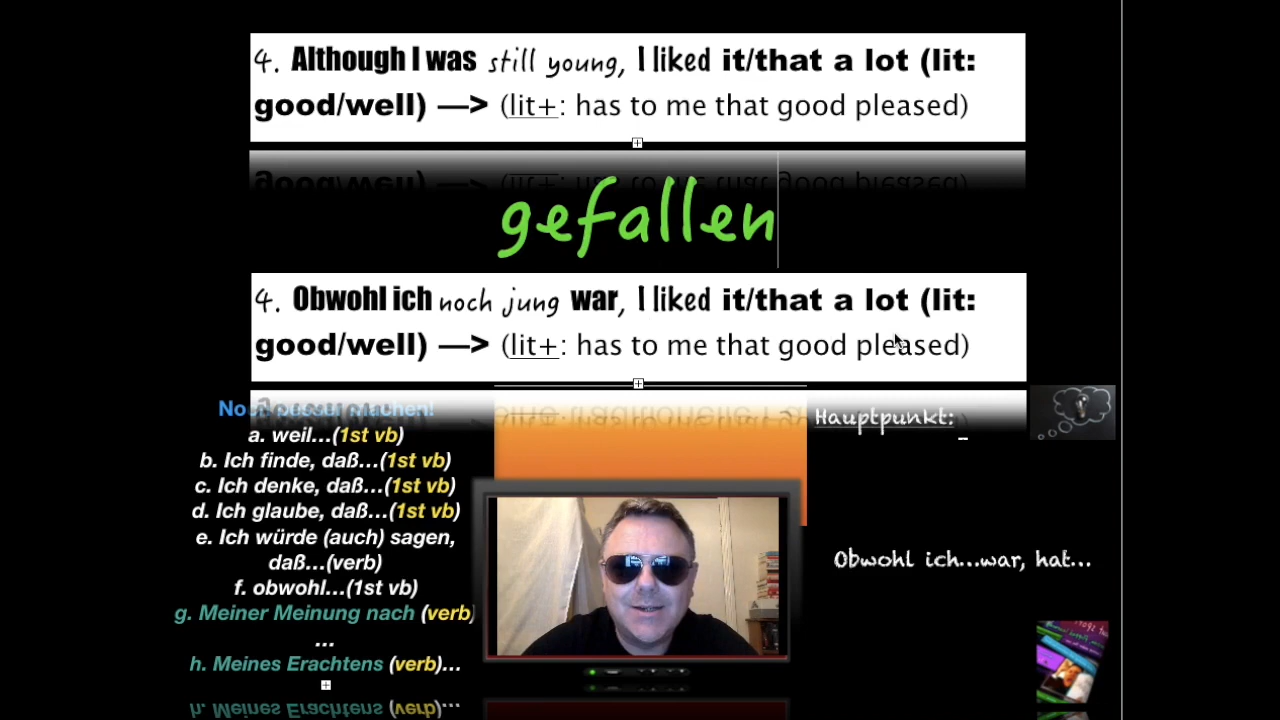 4. Although I was still young, I liked it/that a lot (lit:
good/well) —> (lit+: has to me that good pleased)
gefallen
4. Obwohl ich noch jung war, I liked it/that a lot (lit:
good/well) —> (lit+: has to me that good pleased)
machen!
a. weil...(1st vb)
b. Ich finde, daß...(1st vb)
c. Ich denke, daß...(1st vb)
d. Ich glaube, daß...(1st vb)
e. Ich würde (auch) sagen,
daß...(verb)
f. obwohl...(1st vb)
g. Meiner Meinung nach (verb)
...
h. Meines Erachtens (verb)...
Hauptpunkt:
Obwohl ich...war, hat...